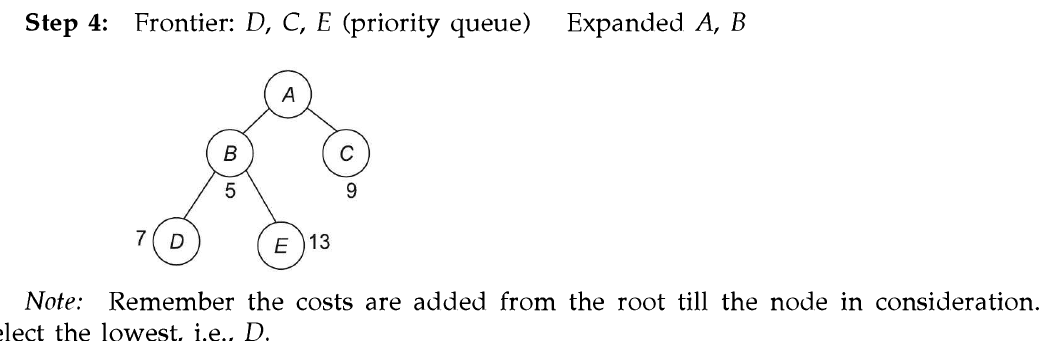 Step 4: Frontier: D, C, E (priority queue) Expanded A, B
A
B
C
5
9
7
D
E
13
Note: Remember the costs are added from the root till the node in consideration.
elect the lowest, i.e., D.